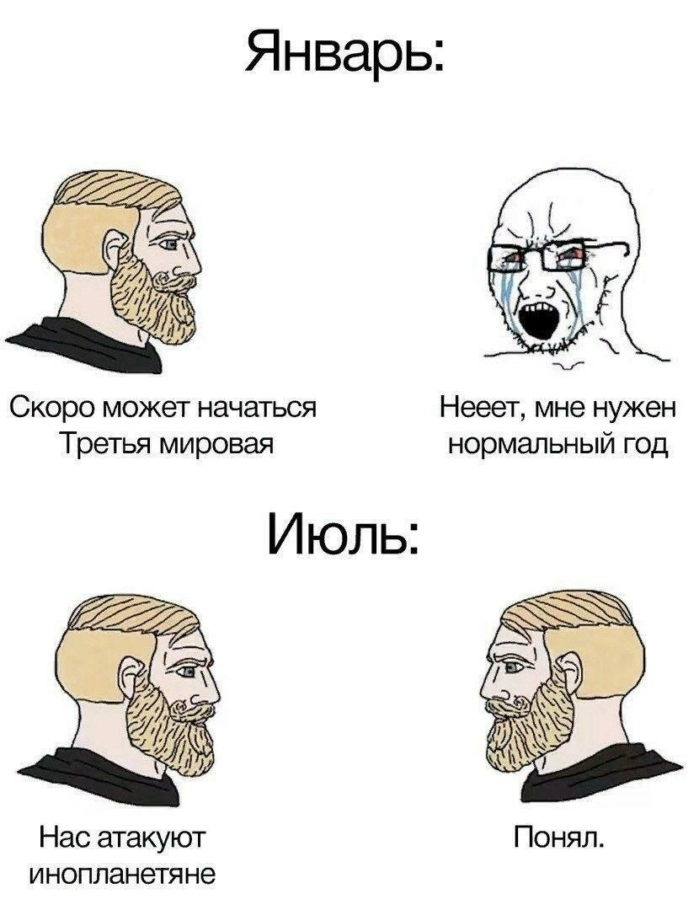 Январь:
Скоро может начаться
Третья мировая
Нееет, мне нужен
нормальный год
Июль:
Нас атакуют
инопланетяне
Понял.